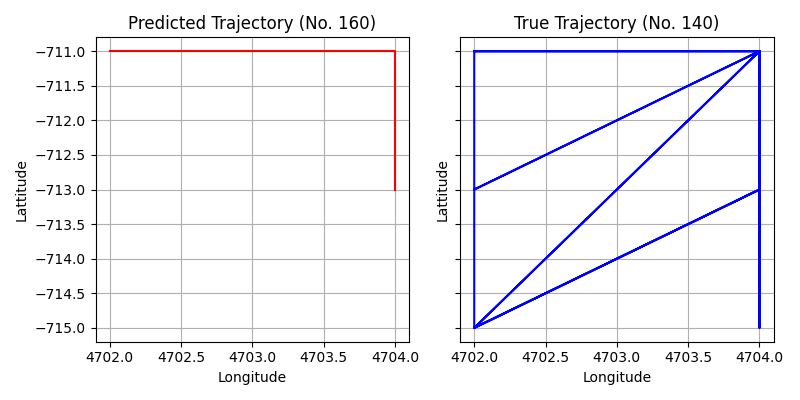 Predicted Trajectory (No. 160)
True Trajectory (No. 140)
−711.0
−711.5
−712.0
−712.5
−713.0
−713.5
−714.0
−714.5
−715.0
Lattitude
Lattitude
4702.0 4702.5 4703.0 4703.5 4704.0
4702.0 4702.5 4703.0 4703.5 4704.0
Longitude
Longitude